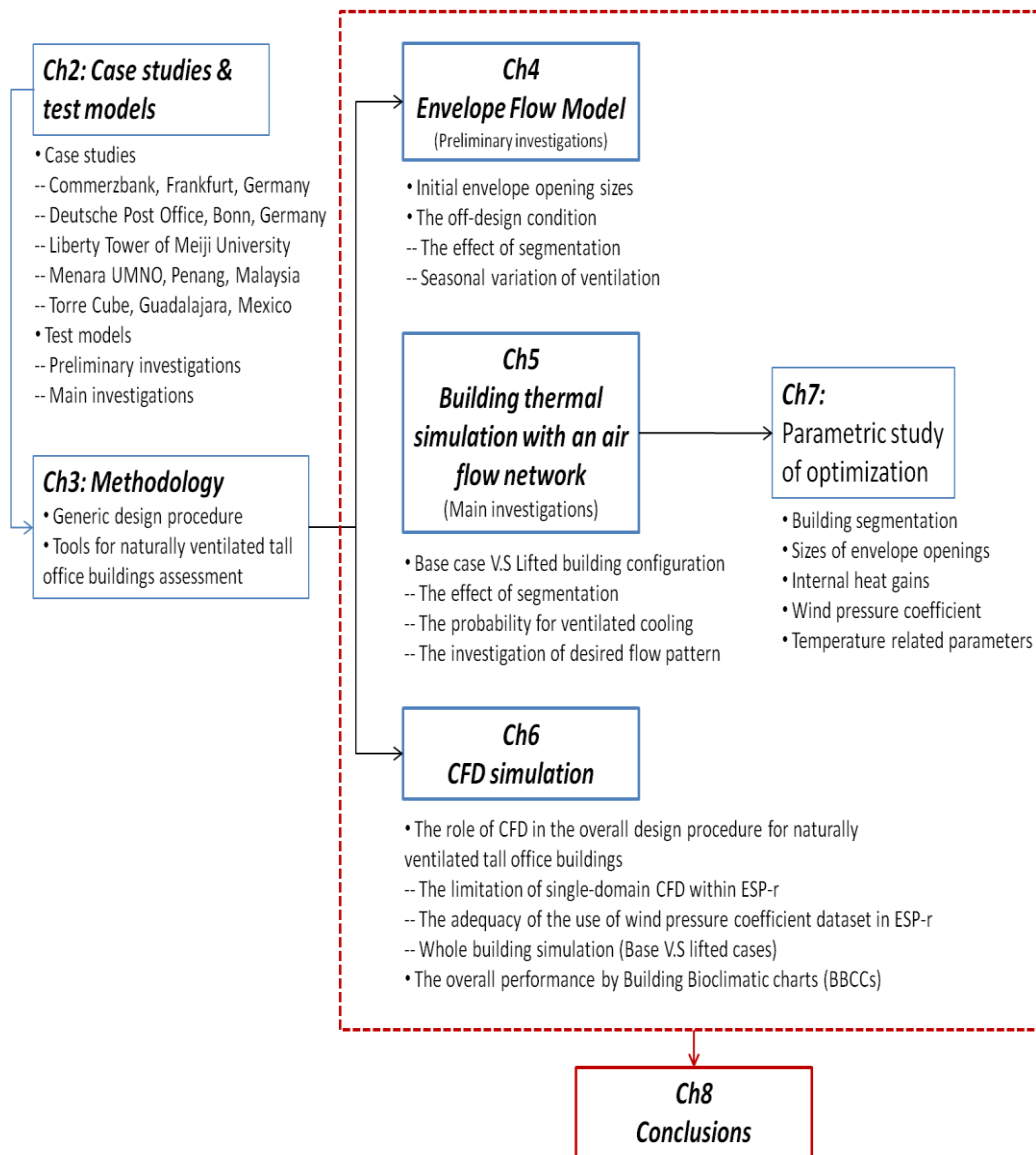 Ch2: Case studies &
test models
• Case studies
-- Commerzbank, Frankfurt, Germany
-- Deutsche Post Office, Bonn, Germany
-- Liberty Tower of Meiji University
-- Menara UMNO, Penang, Malaysia
-- Torre Cube, Guadalajara, Mexico
• Test models
-- Preliminary investigations
-- Main investigations
Ch3: Methodology
• Generic design procedure
• Tools for naturally ventilated tall
office buildings assessment
Ch4
Envelope Flow Model
(Preliminary investigations)
• Initial envelope opening sizes
• The off-design condition
-- The effect of segmentation
-- Seasonal variation of ventilation
Ch5
Building thermal
simulation with an air
flow network
(Main investigations)
• Base case V.S Lifted building configuration
-- The effect of segmentation
-- The probability for ventilated cooling
-- The investigation of desired flow pattern
Ch6
CFD simulation
• The role of CFD in the overall design procedure for naturally
ventilated tall office buildings
-- The limitation of single-domain CFD within ESP-r
-- The adequacy of the use of wind pressure coefficient dataset in ESP-r
-- Whole building simulation (Base V.S lifted cases)
• The overall performance by Building Bioclimatic charts (BBCCs)
Ch7:
Parametric study
of optimization
• Building segmentation
• Sizes of envelope openings
• Internal heat gains
• Wind pressure coefficient
• Temperature related parameters
Ch8
Conclusions